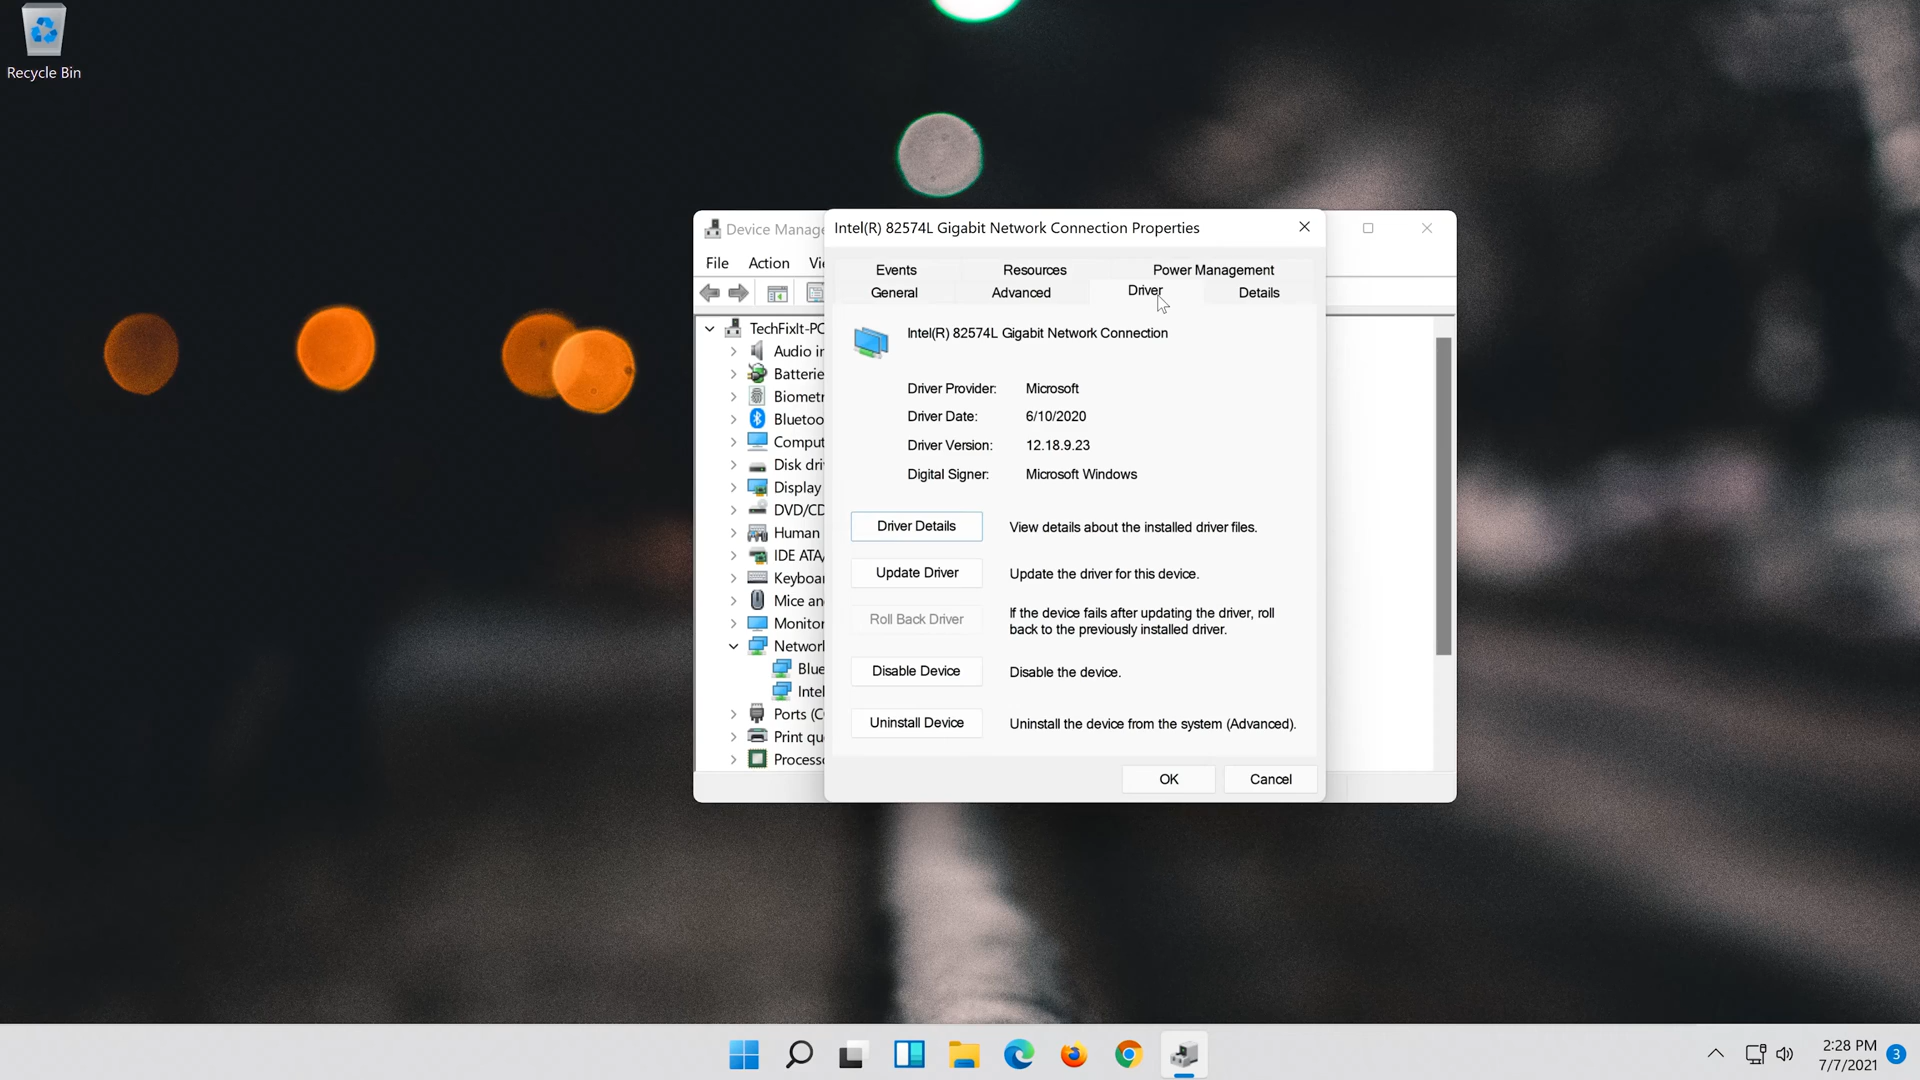 Recycle Bin
Device Manage
Intel(R) 82574L Gigabit Network Connection Properties
File Action Vi
Events Resources Power Management
General Advanced Driver Details
TechFixIt-PC
Audio in
Batterie
Biometr
Bluetoo
Comput
Disk dri
Display
DVD/CD
Human
IDE ATA/
Keyboar
Mice an
Monitor
Network
Blue
Intel
Ports (C
Print qu
Process
Intel(R) 82574L Gigabit Network Connection
Driver Provider: Microsoft
Driver Date: 6/10/2020
Driver Version: 12.18.9.23
Digital Signer: Microsoft Windows
Driver Details View details about the installed driver files.
Update Driver Update the driver for this device.
Roll Back Driver If the device fails after updating the driver, roll
back to the previously installed driver.
Disable Device Disable the device.
Uninstall Device Uninstall the device from the system (Advanced).
OK Cancel
2:28 PM
7/7/2021
3